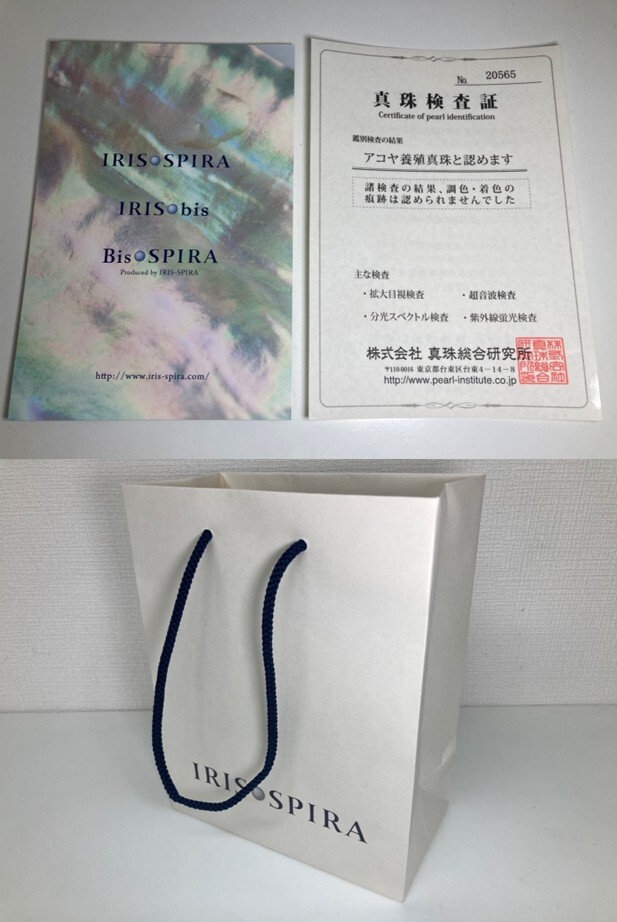 IRIS SPIRA
IRIS bis
Bis SPIRA
Produced by IRIS-SPIRA
http://www.iris-spira.com/
No. 20565
真珠検査証
Certificate of pearl identification
鑑別検査の結果
アコヤ養殖真珠と認めます
諸検査の結果、調色・着色の
痕跡は認められませんでした
主な検査
・拡大目視検査 ・超音波検査
・分光スペクトル検査 ・紫外線蛍光検査
株式会社 真珠総合研究所
〒110-0016 東京都台東区台東4-14-8
http://www.pearl-institute.co.jp
IRIS SPIRA